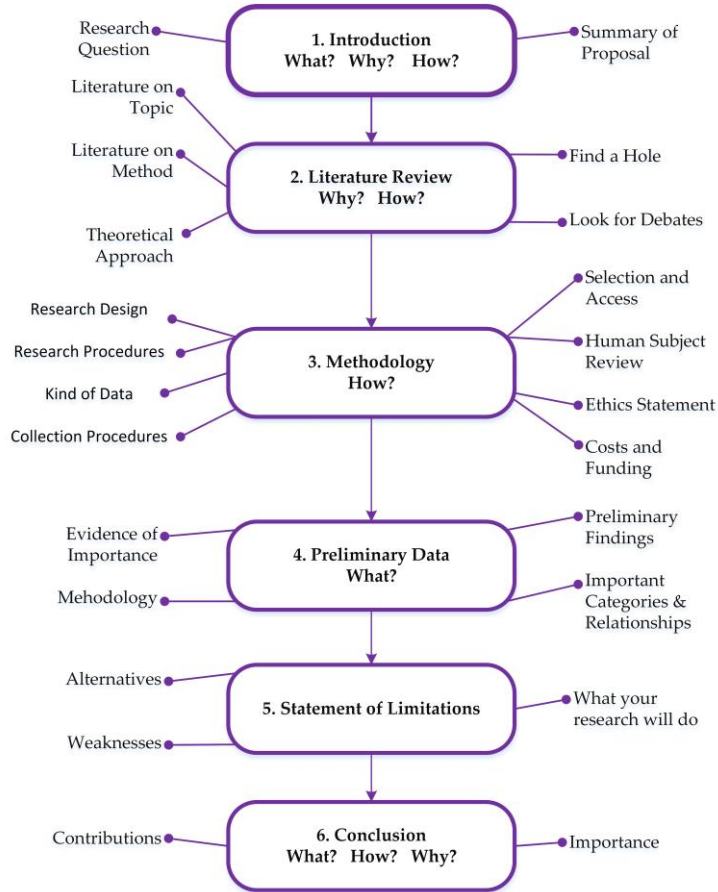 Research
Question
1. Introduction
What?   Why?    How?
Summary of
Proposal
Literature on
Topic
Literature on
Method
Theoretical
Approach
2. Literature Review
Why?   How?
Find a Hole
Look for Debates
Research Design
Research Procedures
Kind of Data
Collection Procedures
3. Methodology
How?
Selection and
Access
Human Subject
Review
Ethics Statement
Costs and
Funding
Evidence of
Importance
Mehodology
4. Preliminary Data
What?
Preliminary
Findings
Important
Categories &
Relationships
Alternatives
Weaknesses
5. Statement of Limitations
What your
research will do
Contributions
6. Conclusion
What?   How?   Why?
Importance